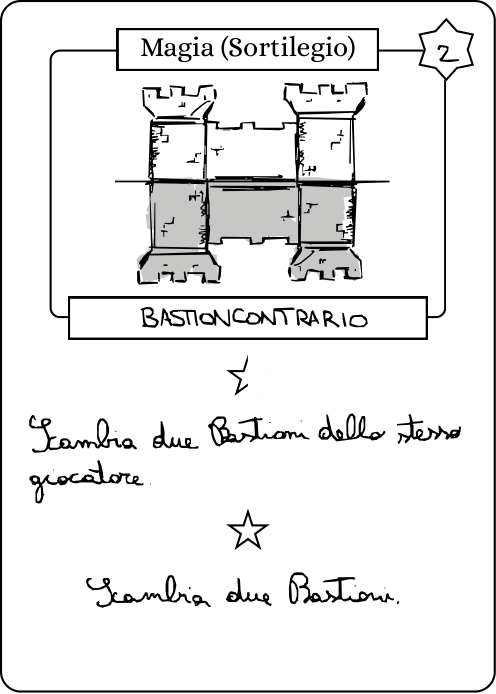 Magia (Sortilegio)
2
BASTIONCONTRARIO
Scambia due Bastioni dello stesso
giocatore.
Scambia due Bastioni.